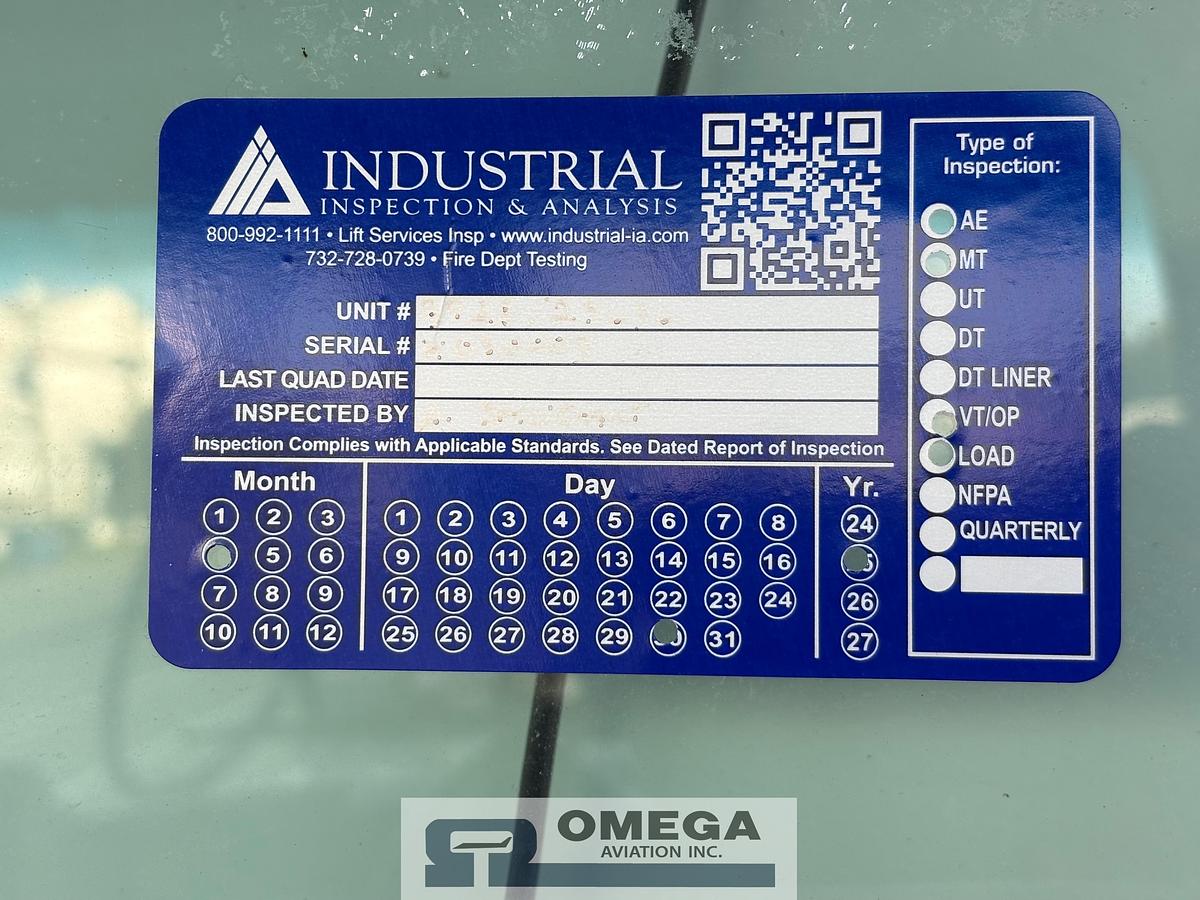 INDUSTRIAL
INSPECTION & ANALYSIS
800-992-1111 • Lift Services Insp • www.industrial-ia.com
732-728-0739 • Fire Dept Testing
UNIT #
SERIAL #
LAST QUAD DATE
INSPECTED BY
Inspection Complies with Applicable Standards. See Dated Report of Inspection
Month
1 2 3
5 6
7 8 9
10 11 12
Day
1 2 3 4 5 6 7 8
9 10 11 12 13 14 15 16
17 18 19 20 21 22 23 24
25 26 27 28 29 31
Yr.
24
26
27
Type of
Inspection:
AE
MT
UT
DT
DT LINER
VT/OP
LOAD
NFPA
QUARTERLY
OMEGA
AVIATION INC.